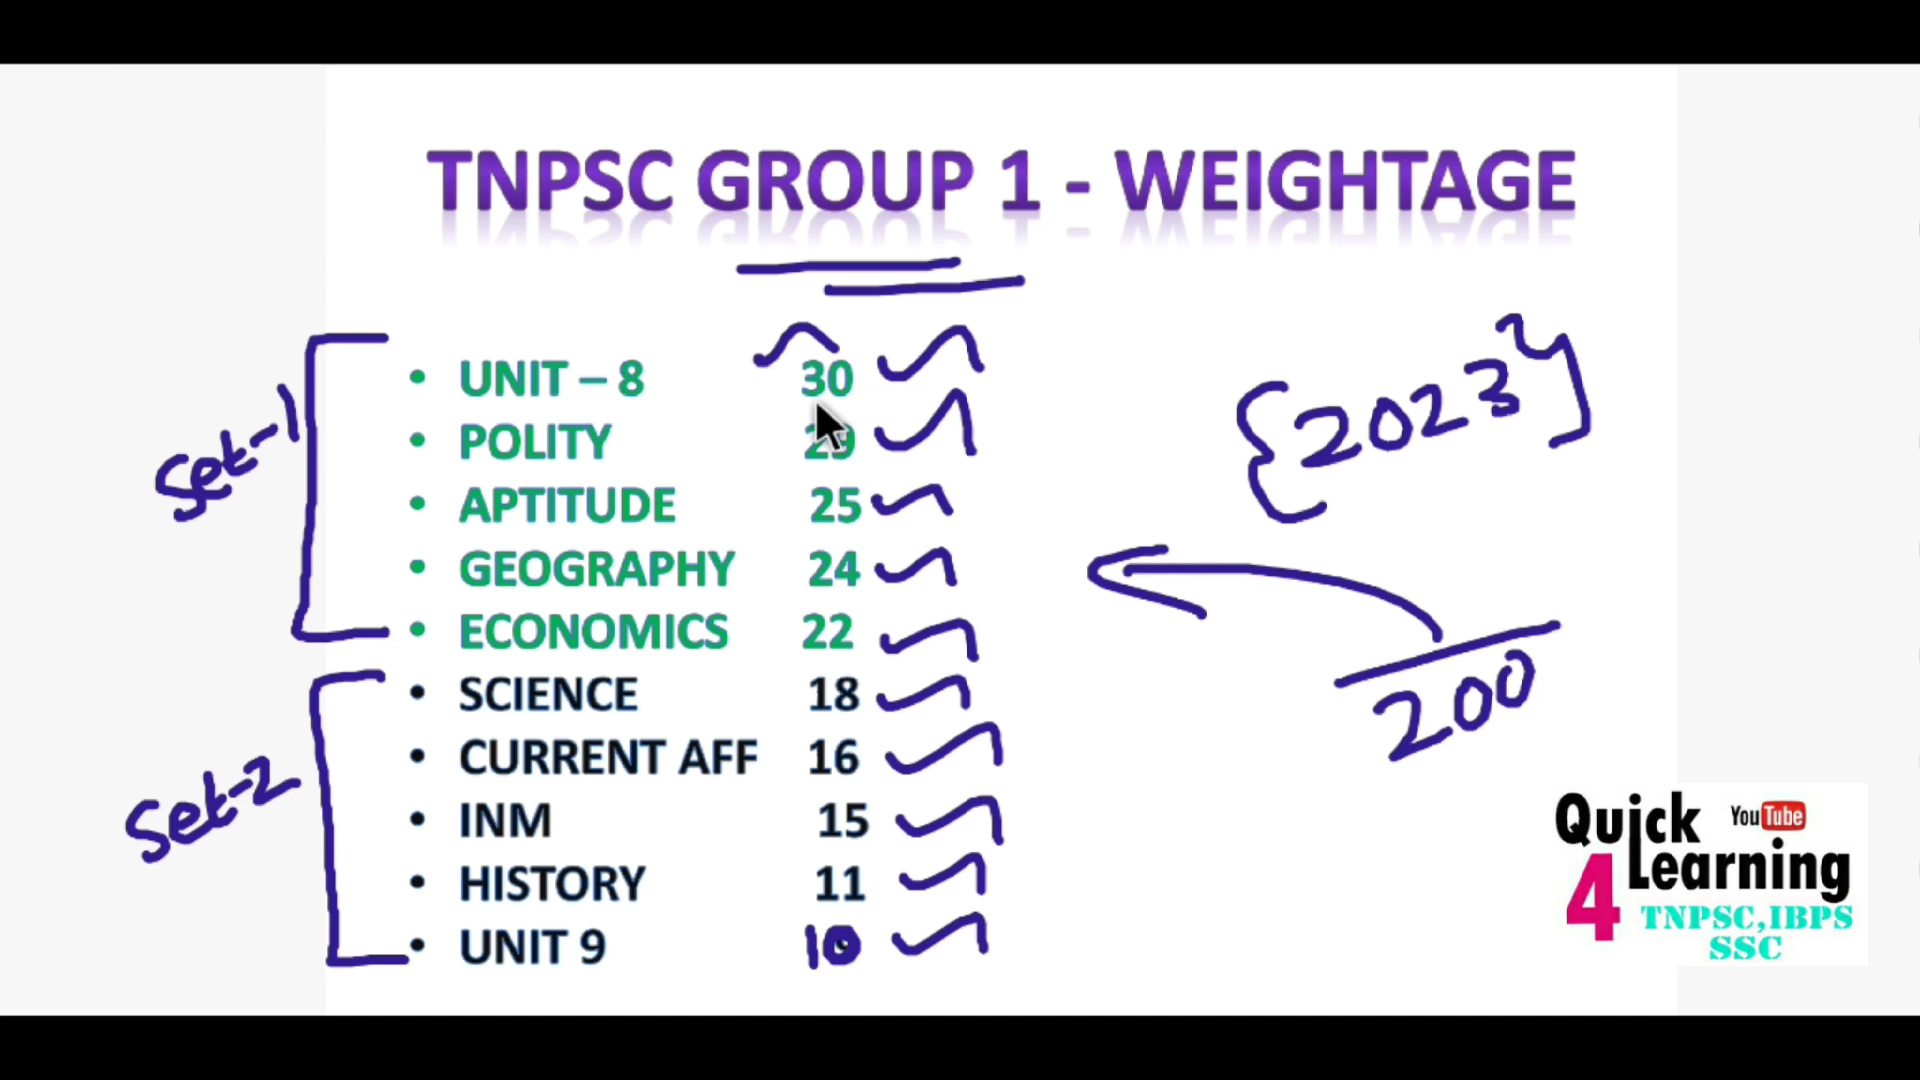 TNPSC GROUP 1 - WEIGHTAGE
• UNIT – 8 30
• POLITY 29
• APTITUDE 25
• GEOGRAPHY 24
• ECONOMICS 22
• SCIENCE 18
• CURRENT AFF 16
• INM 15
• HISTORY 11
• UNIT 9 10
Set-1
Set-2
{2023}
200
Quick
4 Learning
YouTube
TNPSC,IBPS
SSC